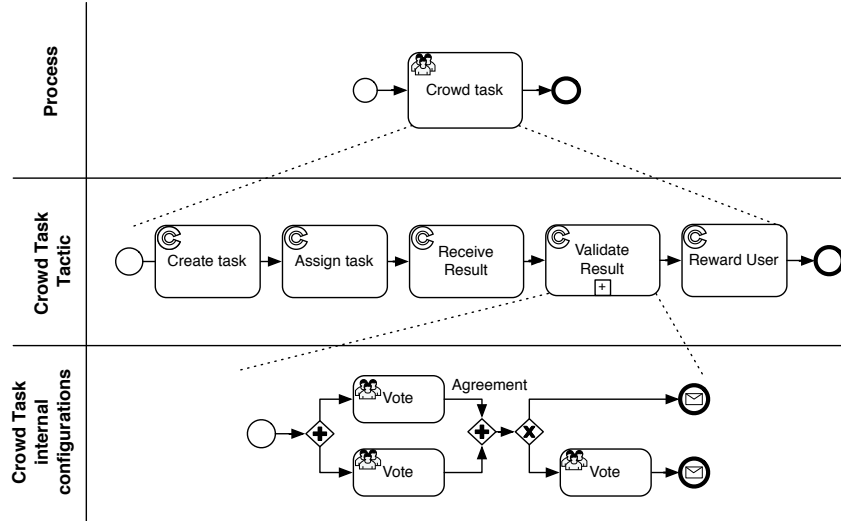 Process
Crowd task
Crowd Task
Tactic
Create task
Assign task
Receive
Result
Validate
Result
Reward User
Crowd Task
internal
configurations
Vote
Agreement
Vote
Vote